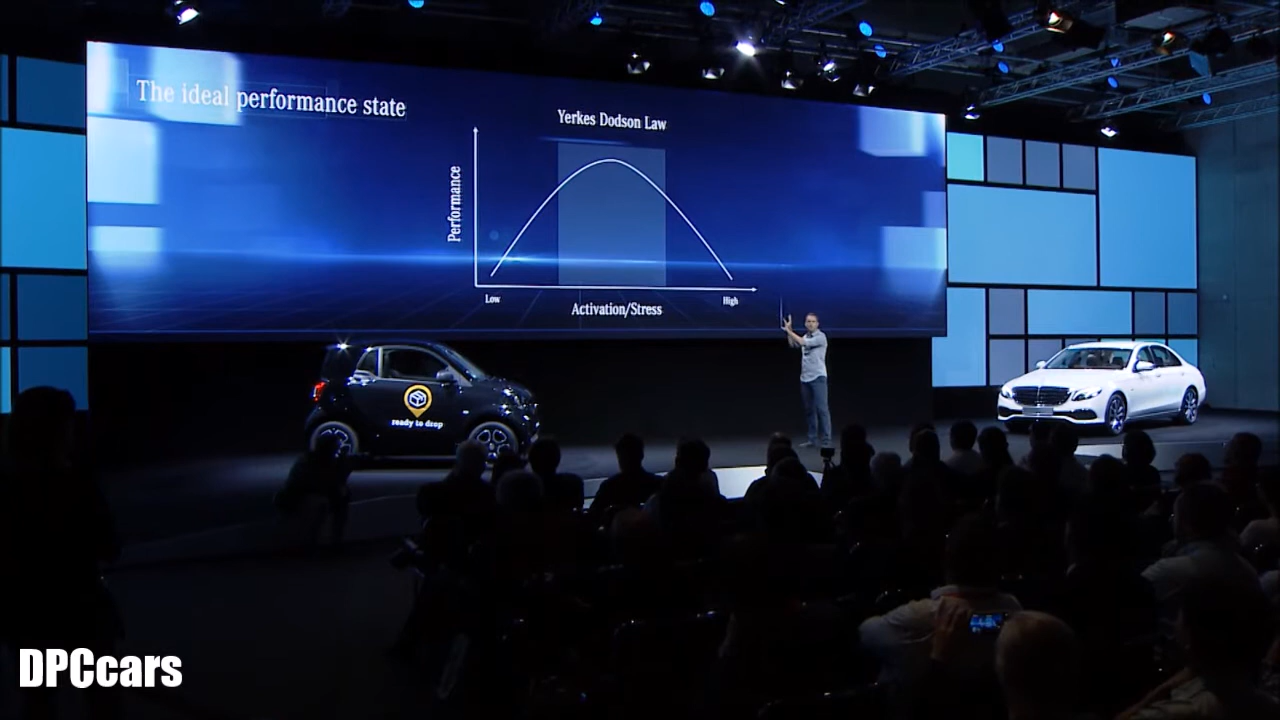 The ideal performance state
Yerkes Dodson Law
Performance
Low
High
Activation/Stress
ready to drop
DPCcars